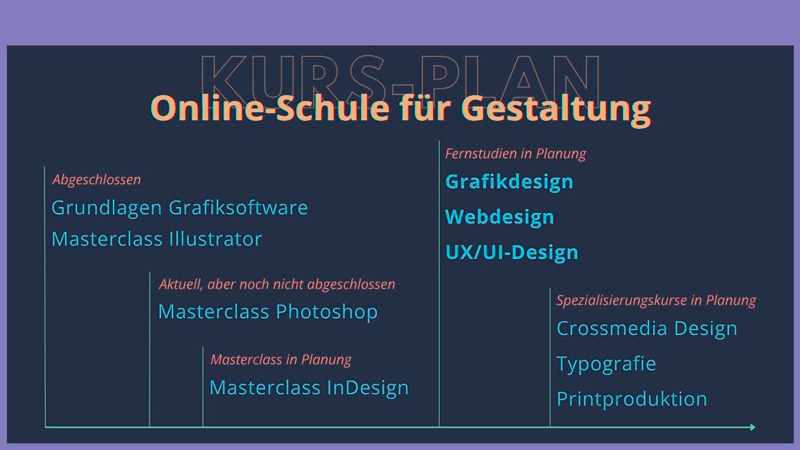 KURS-PLAN
Online-Schule für Gestaltung
Abgeschlossen
Grundlagen Grafiksoftware
Masterclass Illustrator
Aktuell, aber noch nicht abgeschlossen
Masterclass Photoshop
Masterclass in Planung
Masterclass InDesign
Fernstudien in Planung
Grafikdesign
Webdesign
UX/UI-Design
Spezialisierungskurse in Planung
Crossmedia Design
Typografie
Printproduktion